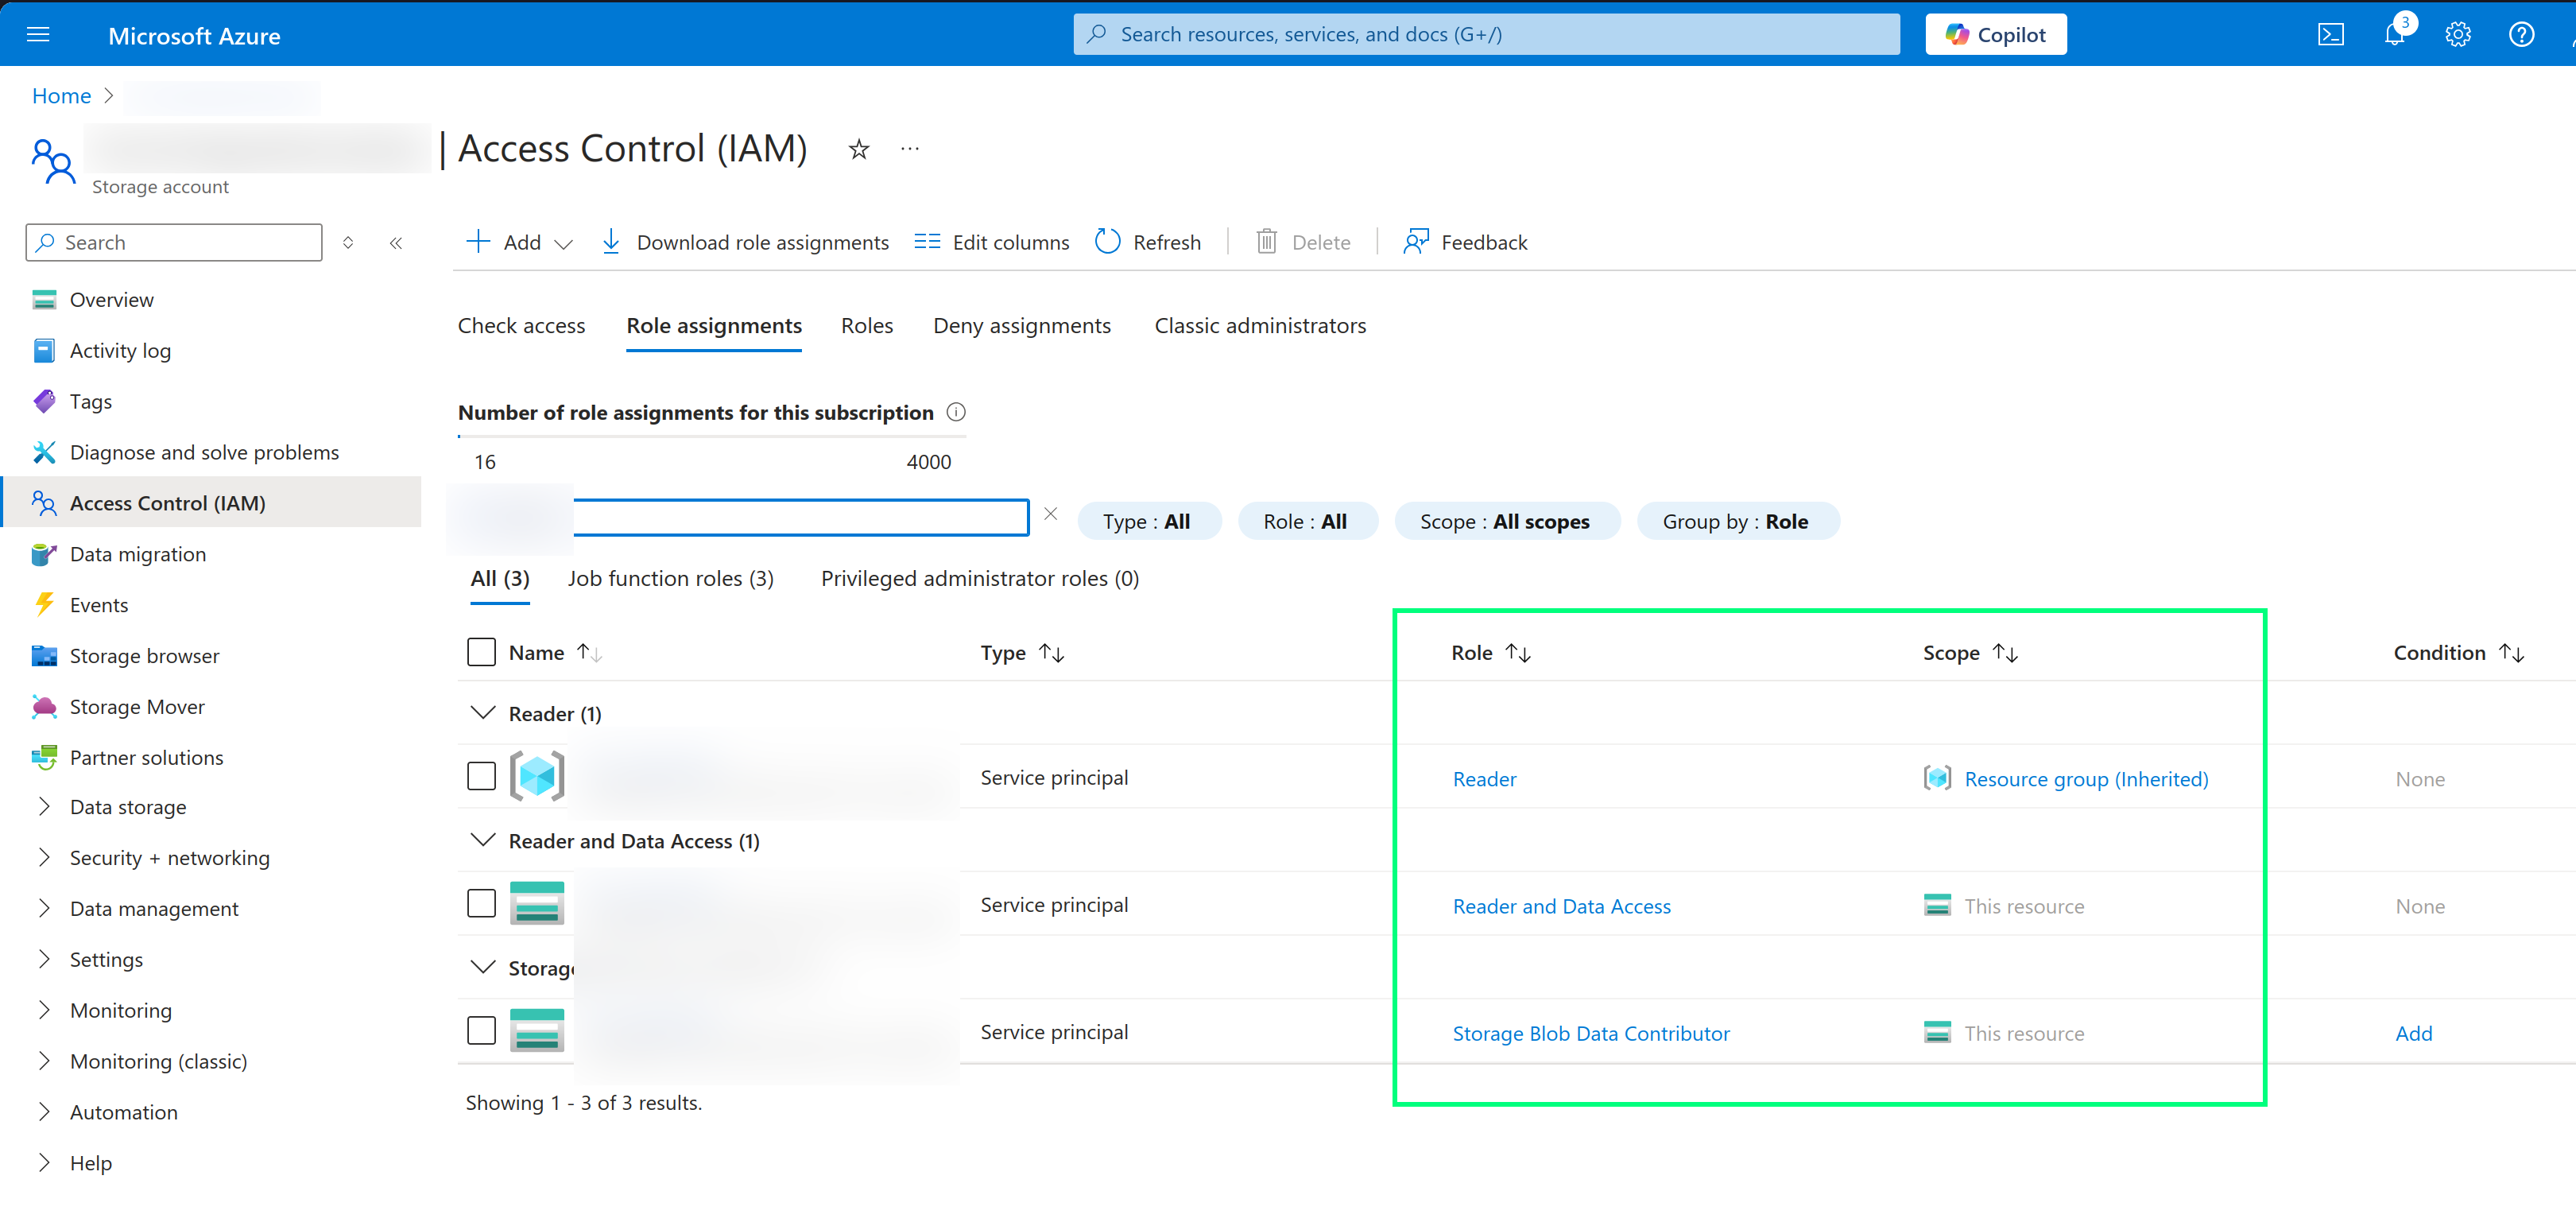 Microsoft Azure
Search resources, services, and docs (G+/)
Copilot
3
Home
| Access Control (IAM)
Storage account
Search
Add
Download role assignments
Edit columns
Refresh
Delete
Feedback
Overview
Activity log
Tags
Diagnose and solve problems
Access Control (IAM)
Data migration
Events
Storage browser
Storage Mover
Partner solutions
Data storage
Security + networking
Data management
Settings
Monitoring
Monitoring (classic)
Automation
Help
Check access Role assignments Roles Deny assignments Classic administrators
Number of role assignments for this subscription
16 4000
Type : All Role : All Scope : All scopes Group by : Role
All (3) Job function roles (3) Privileged administrator roles (0)
Name Type Role Scope Condition
Reader (1)
Service principal Reader Resource group (Inherited) None
Reader and Data Access (1)
Service principal Reader and Data Access This resource None
Storage
Service principal Storage Blob Data Contributor This resource Add
Showing 1 - 3 of 3 results.